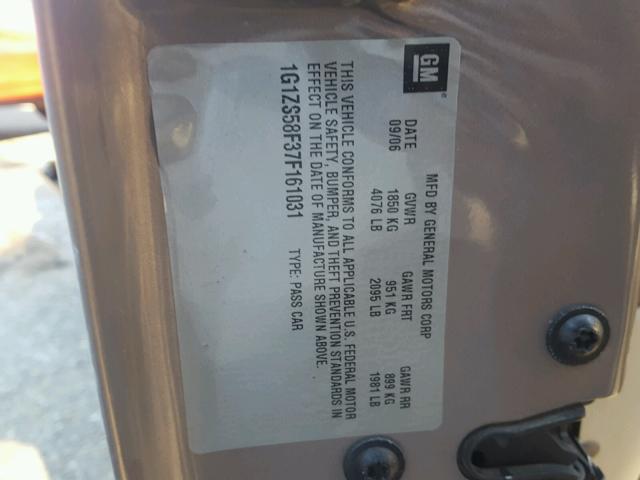 GM
MFD BY GENERAL MOTORS CORP
DATE GVWR GAWR FRT GAWR RR
09/06 1850 KG 951 KG 899 KG
4076 LB 2095 LB 1981 LB
THIS VEHICLE CONFORMS TO ALL APPLICABLE U.S. FEDERAL MOTOR
VEHICLE SAFETY, BUMPER, AND THEFT PREVENTION STANDARDS IN
EFFECT ON THE DATE OF MANUFACTURE SHOWN ABOVE.
1G1ZS58F37F161031 TYPE: PASS CAR